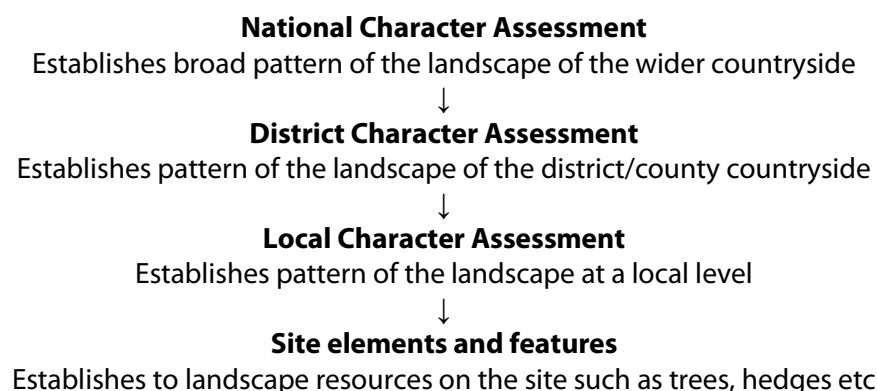 National Character Assessment
Establishes broad pattern of the landscape of the wider countryside
↓
District Character Assessment
Establishes pattern of the landscape of the district/county countryside
↓
Local Character Assessment
Establishes pattern of the landscape at a local level
↓
Site elements and features
Establishes to landscape resources on the site such as trees, hedges etc